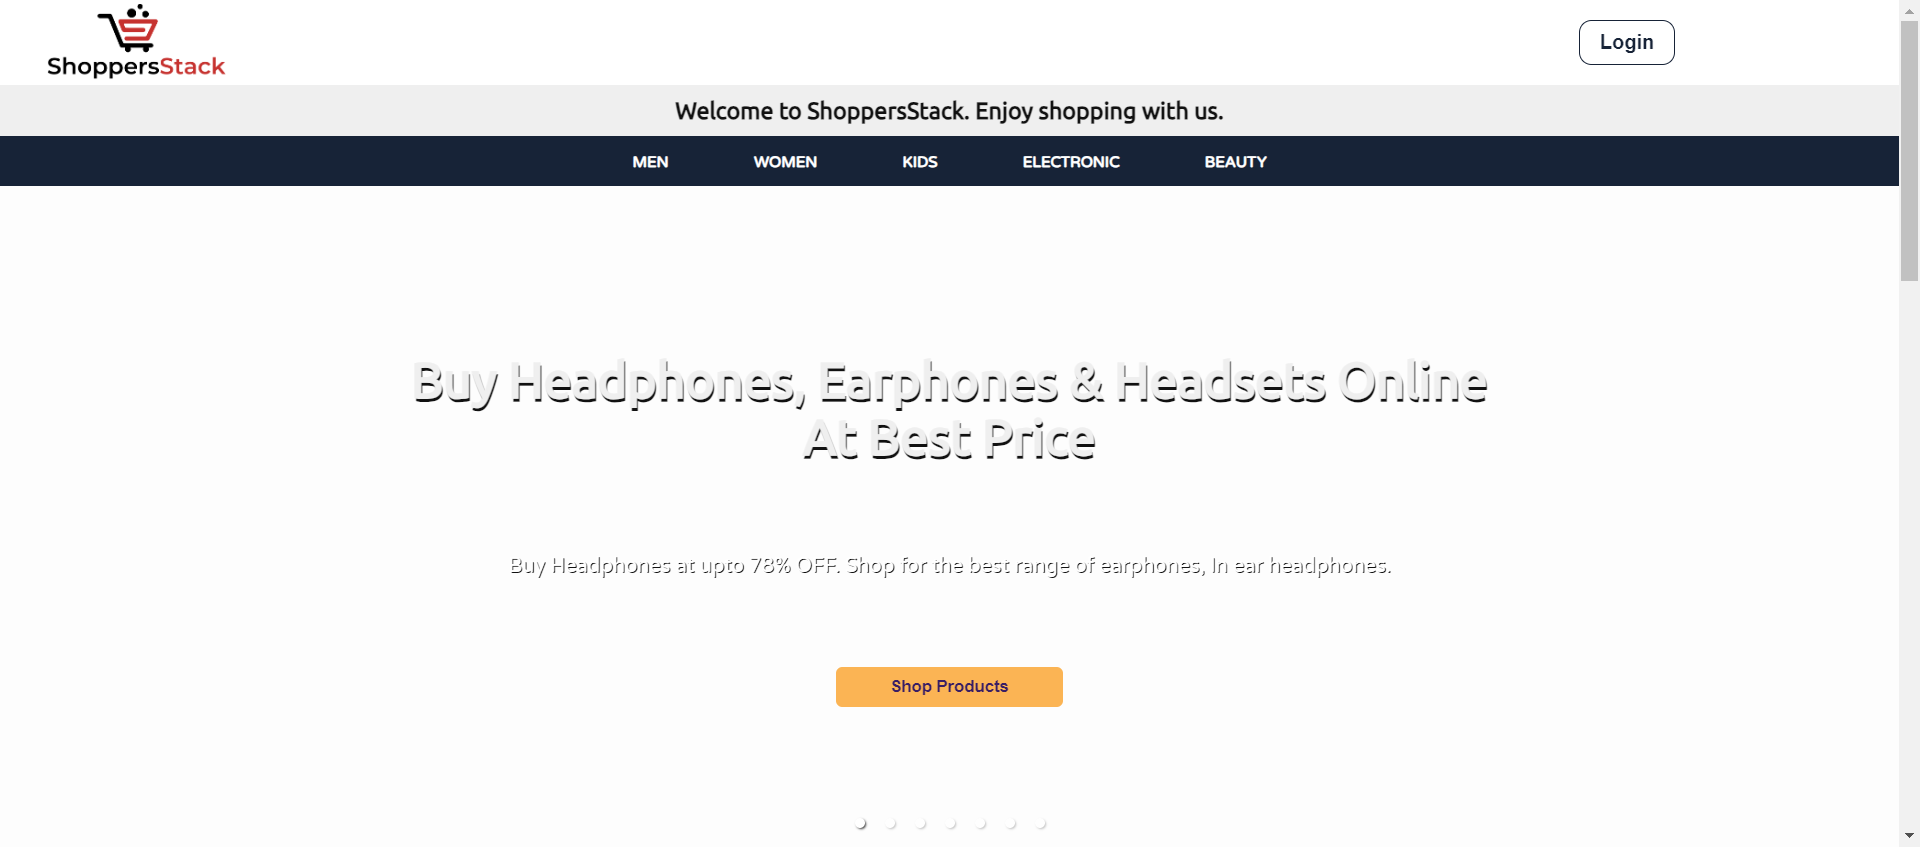 ShoppersStack
Login
Welcome to ShoppersStack. Enjoy shopping with us.
MEN WOMEN KIDS ELECTRONIC BEAUTY
Buy Headphones, Earphones & Headsets Online
At Best Price
Buy Headphones at upto 78% OFF. Shop for the best range of earphones, In ear headphones.
Shop Products